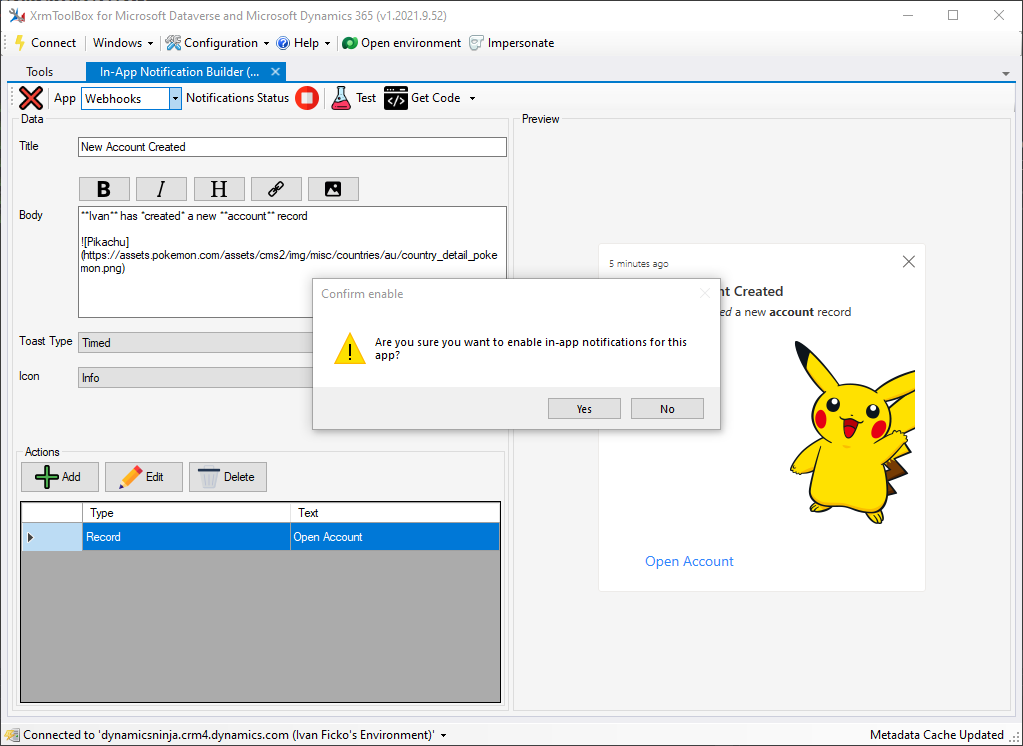 XrmToolBox for Microsoft Dataverse and Microsoft Dynamics 365 (v1.2021.9.52)
Connect Windows Configuration Help Open environment Impersonate
Tools In-App Notification Builder (...
App Webhooks Notifications Status Test Get Code
Data
Title New Account Created
B I H
Body **Ivan** has *created* a new **account** record
![Pikachu]
(https://assets.pokemon.com/assets/cms2/img/misc/countries/au/country_detail_poke
mon.png)
Toast Type Timed
Icon Info
Actions
Add Edit Delete
Type Text
Record Open Account
Confirm enable
Are you sure you want to enable in-app notifications for this
app?
Yes No
Preview
5 minutes ago
Created
a new account record
Open Account
Connected to 'dynamicsninja.crm4.dynamics.com (Ivan Ficko's Environment)'
Metadata Cache Updated